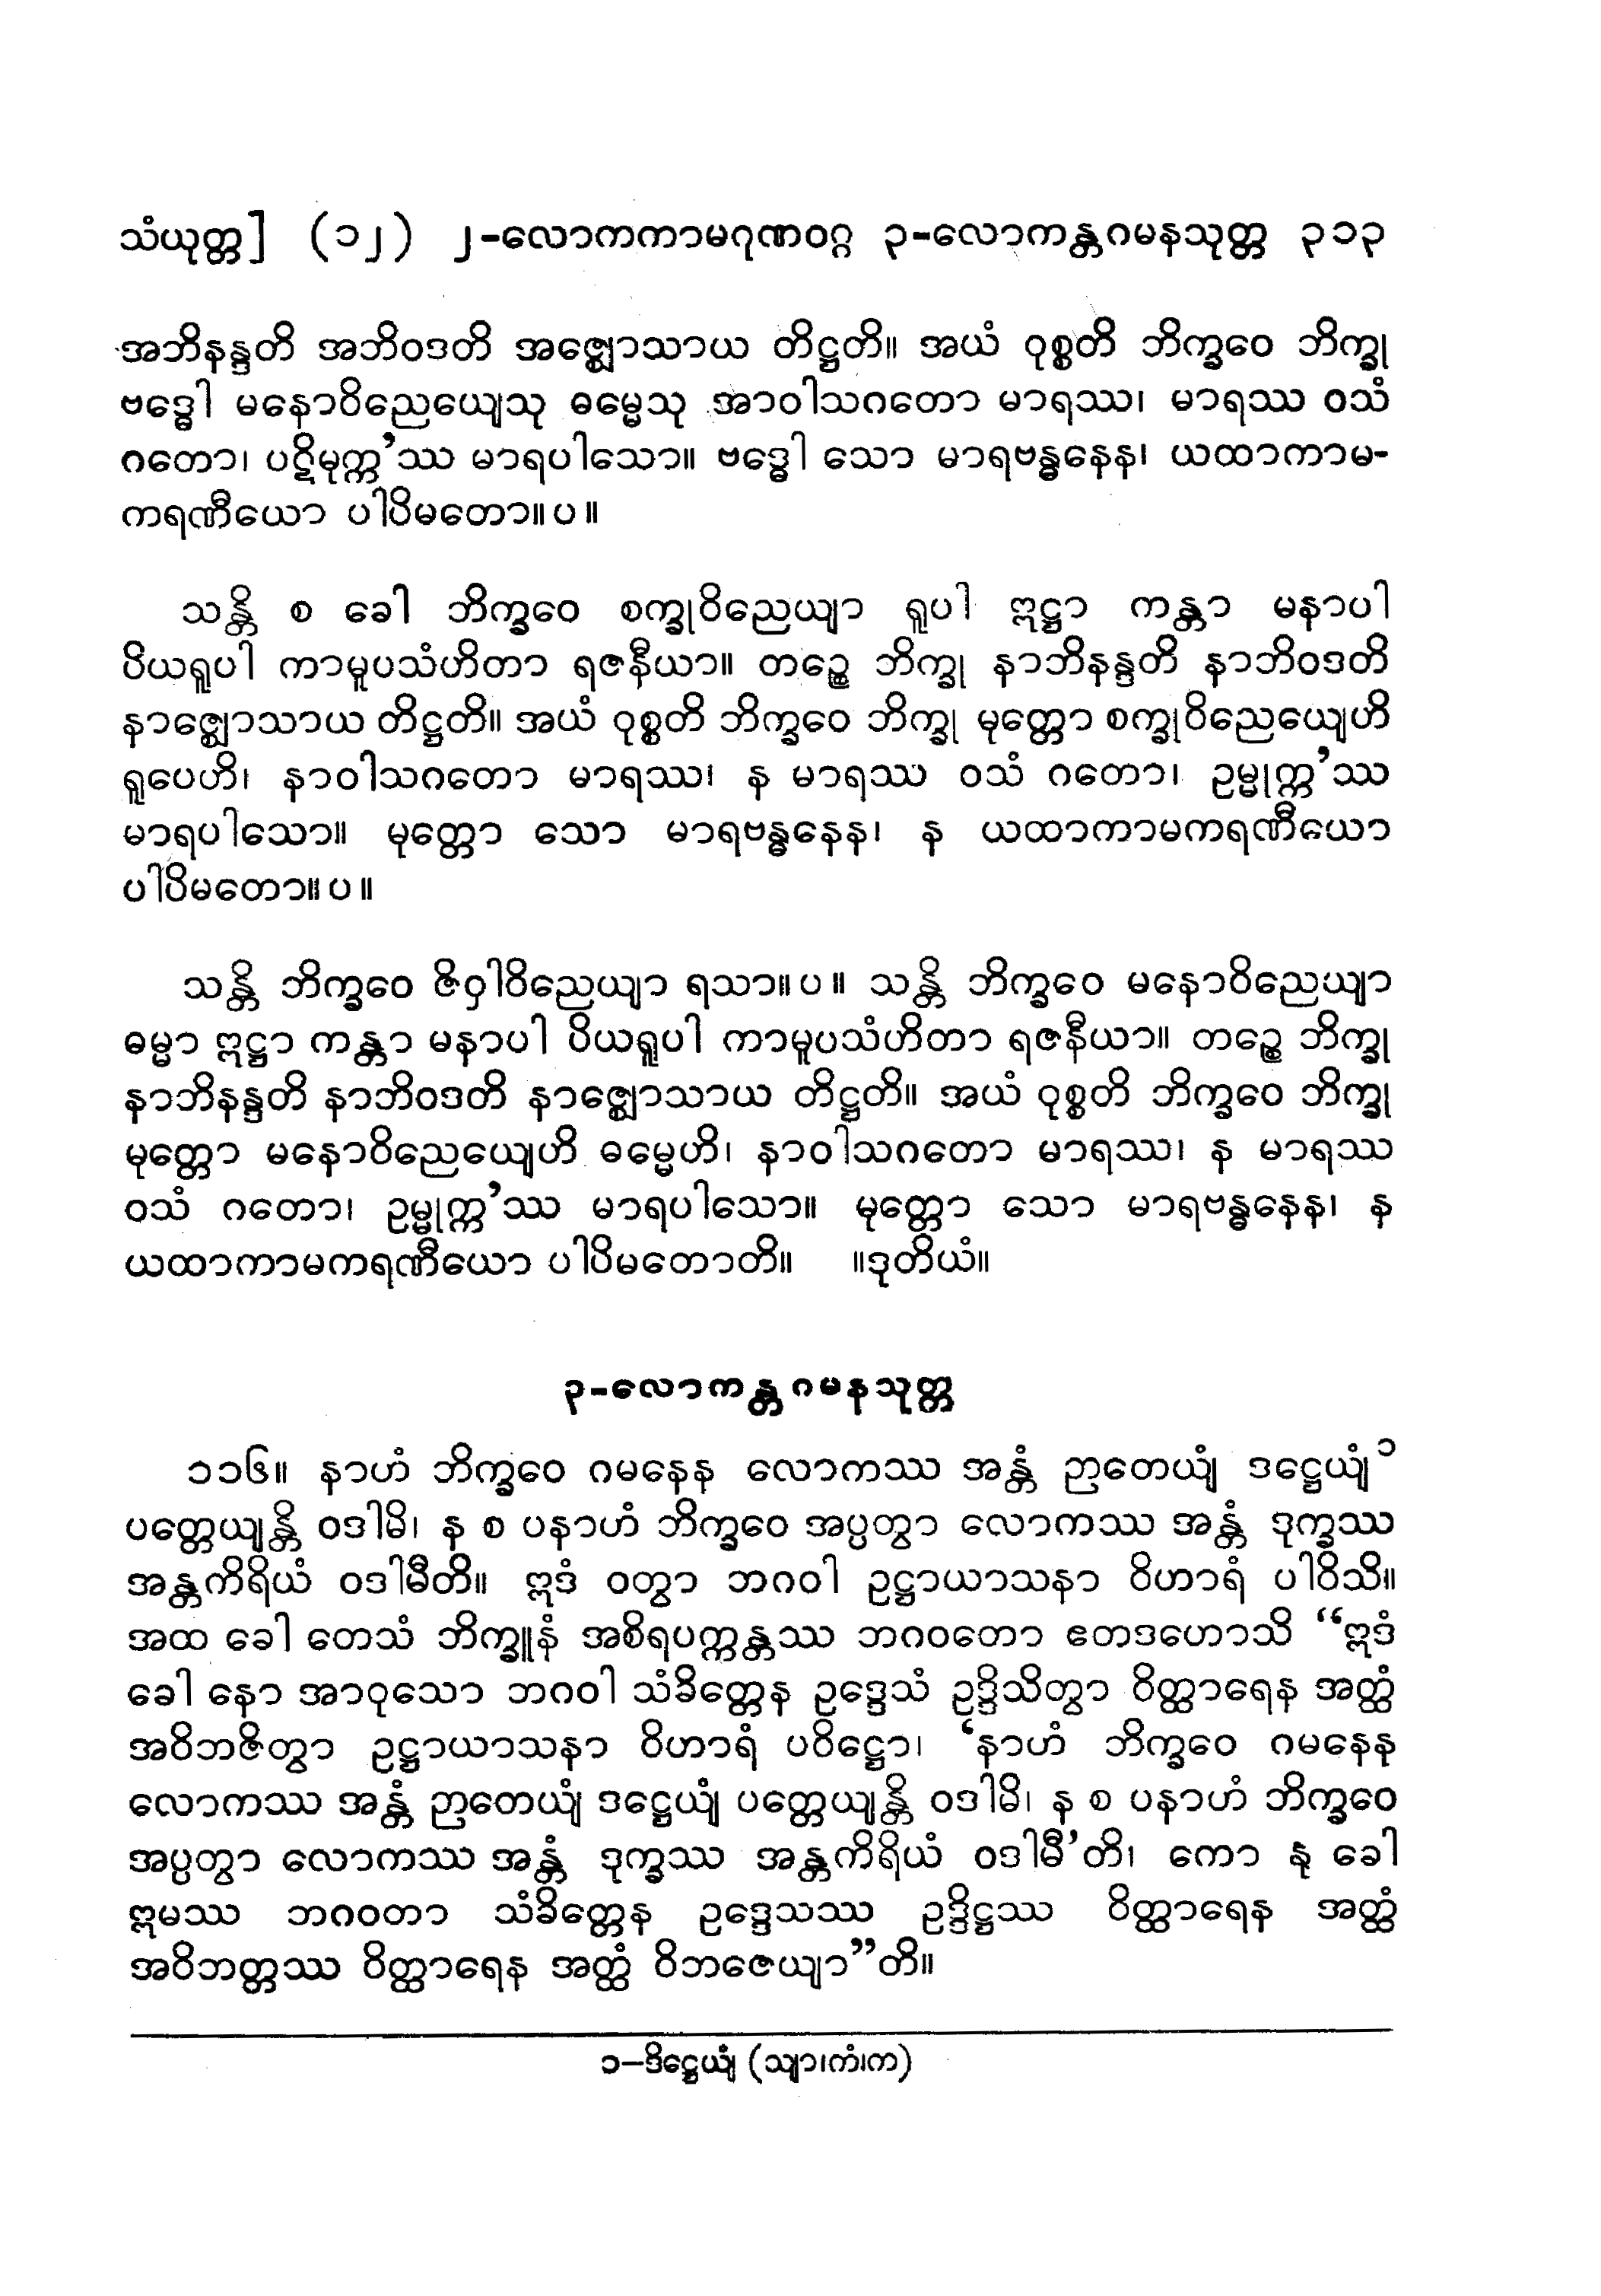 သံယုတ္တ] (၁၂) ၂-လောကကာမဂုဏဝဂ္ဂ ၃-လောကန္တဂမနသုတ္တ ၃၁၃
အဘိနန္ဒတိ အဘိဝဒတိ အဇ္ဈောသာယ တိဋ္ဌတိ။ အယံ ဝုစ္စတိ ဘိက္ခဝေ ဘိက္ခု
ဗဒ္ဓေါ မနောဝိညေယျေသု ဓမ္မေသု အာဝါသဂတော မာရဿ၊ မာရဿ ဝသံ
ဂတော၊ ပဋိမုက္က’ဿ မာရပါသော။ ဗဒ္ဓေါ သော မာရဗန္ဓနေန၊ ယထာကာမ-
ကရဏီယော ပါပိမတော။ပ။
သန္တိ စ ခေါ ဘိက္ခဝေ စက္ခုဝိညေယျာ ရူပါ ဣဋ္ဌာ ကန္တာ မနာပါ
ပိယရူပါ ကာမူပသံဟိတာ ရဇနီယာ။ တဉ္စေ ဘိက္ခု နာဘိနန္ဒတိ နာဘိဝဒတိ
နာဇ္ဈောသာယ တိဋ္ဌတိ။ အယံ ဝုစ္စတိ ဘိက္ခဝေ ဘိက္ခု မုတ္တော စက္ခုဝိညေယျေဟိ
ရူပေဟိ၊ နာဝါသဂတော မာရဿ၊ န မာရဿ ဝသံ ဂတော၊ ဥမ္မုက္က’ဿ
မာရပါသော။ မုတ္တော သော မာရဗန္ဓနေန၊ န ယထာကာမကရဏီယော
ပါပိမတော။ပ။
သန္တိ ဘိက္ခဝေ ဇိဝှါဝိညေယျာ ရသာ။ပ။ သန္တိ ဘိက္ခဝေ မနောဝိညေယျာ
ဓမ္မာ ဣဋ္ဌာ ကန္တာ မနာပါ ပိယရူပါ ကာမူပသံဟိတာ ရဇနီယာ။ တဉ္စေ ဘိက္ခု
နာဘိနန္ဒတိ နာဘိဝဒတိ နာဇ္ဈောသာယ တိဋ္ဌတိ။ အယံ ဝုစ္စတိ ဘိက္ခဝေ ဘိက္ခု
မုတ္တော မနောဝိညေယျေဟိ ဓမ္မေဟိ၊ နာဝါသဂတော မာရဿ၊ န မာရဿ
ဝသံ ဂတော၊ ဥမ္မုက္က’ဿ မာရပါသော။ မုတ္တော သော မာရဗန္ဓနေန၊ န
ယထာကာမကရဏီယော ပါပိမတောတိ။ ။ဒုတိယံ။
၃-လောကန္တဂမနသုတ္တ
၁၁၆။ နာဟံ ဘိက္ခဝေ ဂမနေန လောကဿ အန္တံ ဉာတေယျံ ဒဋ္ဌေယျံ ၁
ပတ္တေယျန္တိ ဝဒါမိ၊ န စ ပနာဟံ ဘိက္ခဝေ အပ္ပတွာ လောကဿ အန္တံ ဒုက္ခဿ
အန္တကိရိယံ ဝဒါမီတိ။ ဣဒံ ဝတွာ ဘဂဝါ ဥဋ္ဌာယာသနာ ဝိဟာရံ ပါဝိသိ။
အထ ခေါ တေသံ ဘိက္ခူနံ အစိရပက္ကန္တဿ ဘဂဝတော ဧတဒဟောသိ “ဣဒံ
ခေါ နော အာဝုသော ဘဂဝါ သံခိတ္တေန ဥဒ္ဒေသံ ဥဒ္ဒိသိတွာ ဝိတ္ထာရေန အတ္ထံ
အဝိဘဇိတွာ ဥဋ္ဌာယာသနာ ဝိဟာရံ ပဝိဋ္ဌော၊ ‘နာဟံ ဘိက္ခဝေ ဂမနေန
လောကဿ အန္တံ ဉာတေယျံ ဒဋ္ဌေယျံ ပတ္တေယျန္တိ ဝဒါမိ၊ န စ ပနာဟံ ဘိက္ခဝေ
အပ္ပတွာ လောကဿ အန္တံ ဒုက္ခဿ အန္တကိရိယံ ဝဒါမီ’တိ၊ ကော နု ခေါ
ဣမဿ ဘဂဝတာ သံခိတ္တေန ဥဒ္ဒေသဿ ဥဒ္ဒိဋ္ဌဿ ဝိတ္ထာရေန အတ္ထံ
အဝိဘတ္တဿ ဝိတ္ထာရေန အတ္ထံ ဝိဘဇေယျာ”တိ။
၁–ဒိဋ္ဌေယျံ (သျာ၊ကံ၊က)